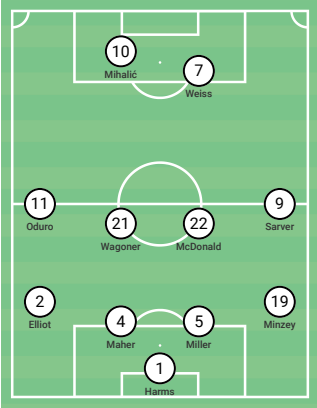 10
Mihalić
7
Weiss
11
Oduro
9
Sarver
21
Wagoner
22
McDonald
2
Elliot
19
Minzey
4
Maher
5
Miller
1
Harms